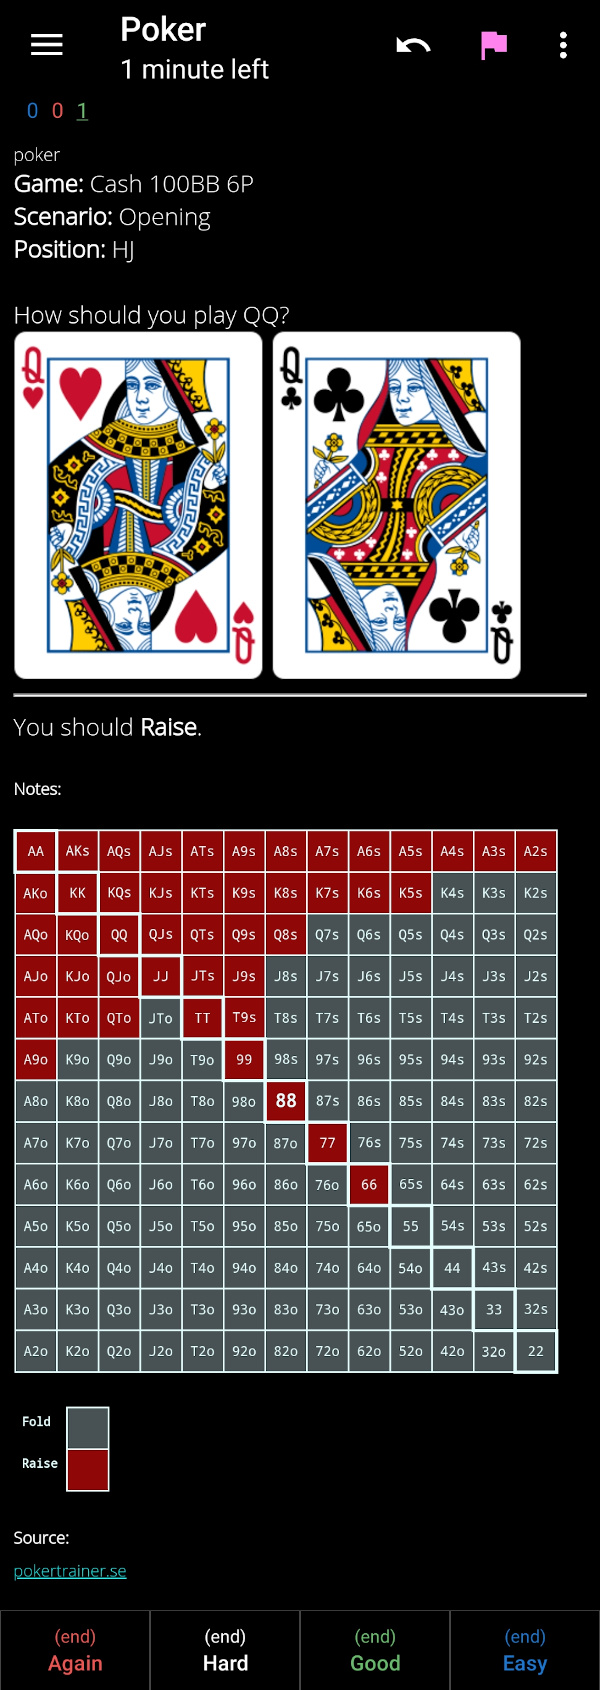 Poker
1 minute left
0 0 1
poker
Game: Cash 100BB 6P
Scenario: Opening
Position: HJ
How should you play QQ?
Q Q
Q Q
You should Raise.
Notes:
AA AKs AQs AJs ATs A9s A8s A7s A6s A5s A4s A3s A2s
AKo KK KQs KJs KTs K9s K8s K7s K6s K5s K4s K3s K2s
AQo KQo QQ QJs QTs Q9s Q8s Q7s Q6s Q5s Q4s Q3s Q2s
AJo KJo QJo JJ JTs J9s J8s J7s J6s J5s J4s J3s J2s
ATo KTo QTo JTo TT T9s T8s T7s T6s T5s T4s T3s T2s
A9o K9o Q9o J9o T9o 99 98s 97s 96s 95s 94s 93s 92s
A8o K8o Q8o J8o T8o 98o 88 87s 86s 85s 84s 83s 82s
A7o K7o Q7o J7o T7o 97o 87o 77 76s 75s 74s 73s 72s
A6o K6o Q6o J6o T6o 96o 86o 76o 66 65s 64s 63s 62s
A5o K5o Q5o J5o T5o 95o 85o 75o 65o 55 54s 53s 52s
A4o K4o Q4o J4o T4o 94o 84o 74o 64o 54o 44 43s 42s
A3o K3o Q3o J3o T3o 93o 83o 73o 63o 53o 43o 33 32s
A2o K2o Q2o J2o T2o 92o 82o 72o 62o 52o 42o 32o 22
Fold
Raise
Source:
pokertrainer.se
(end) (end) (end) (end)
Again Hard Good Easy